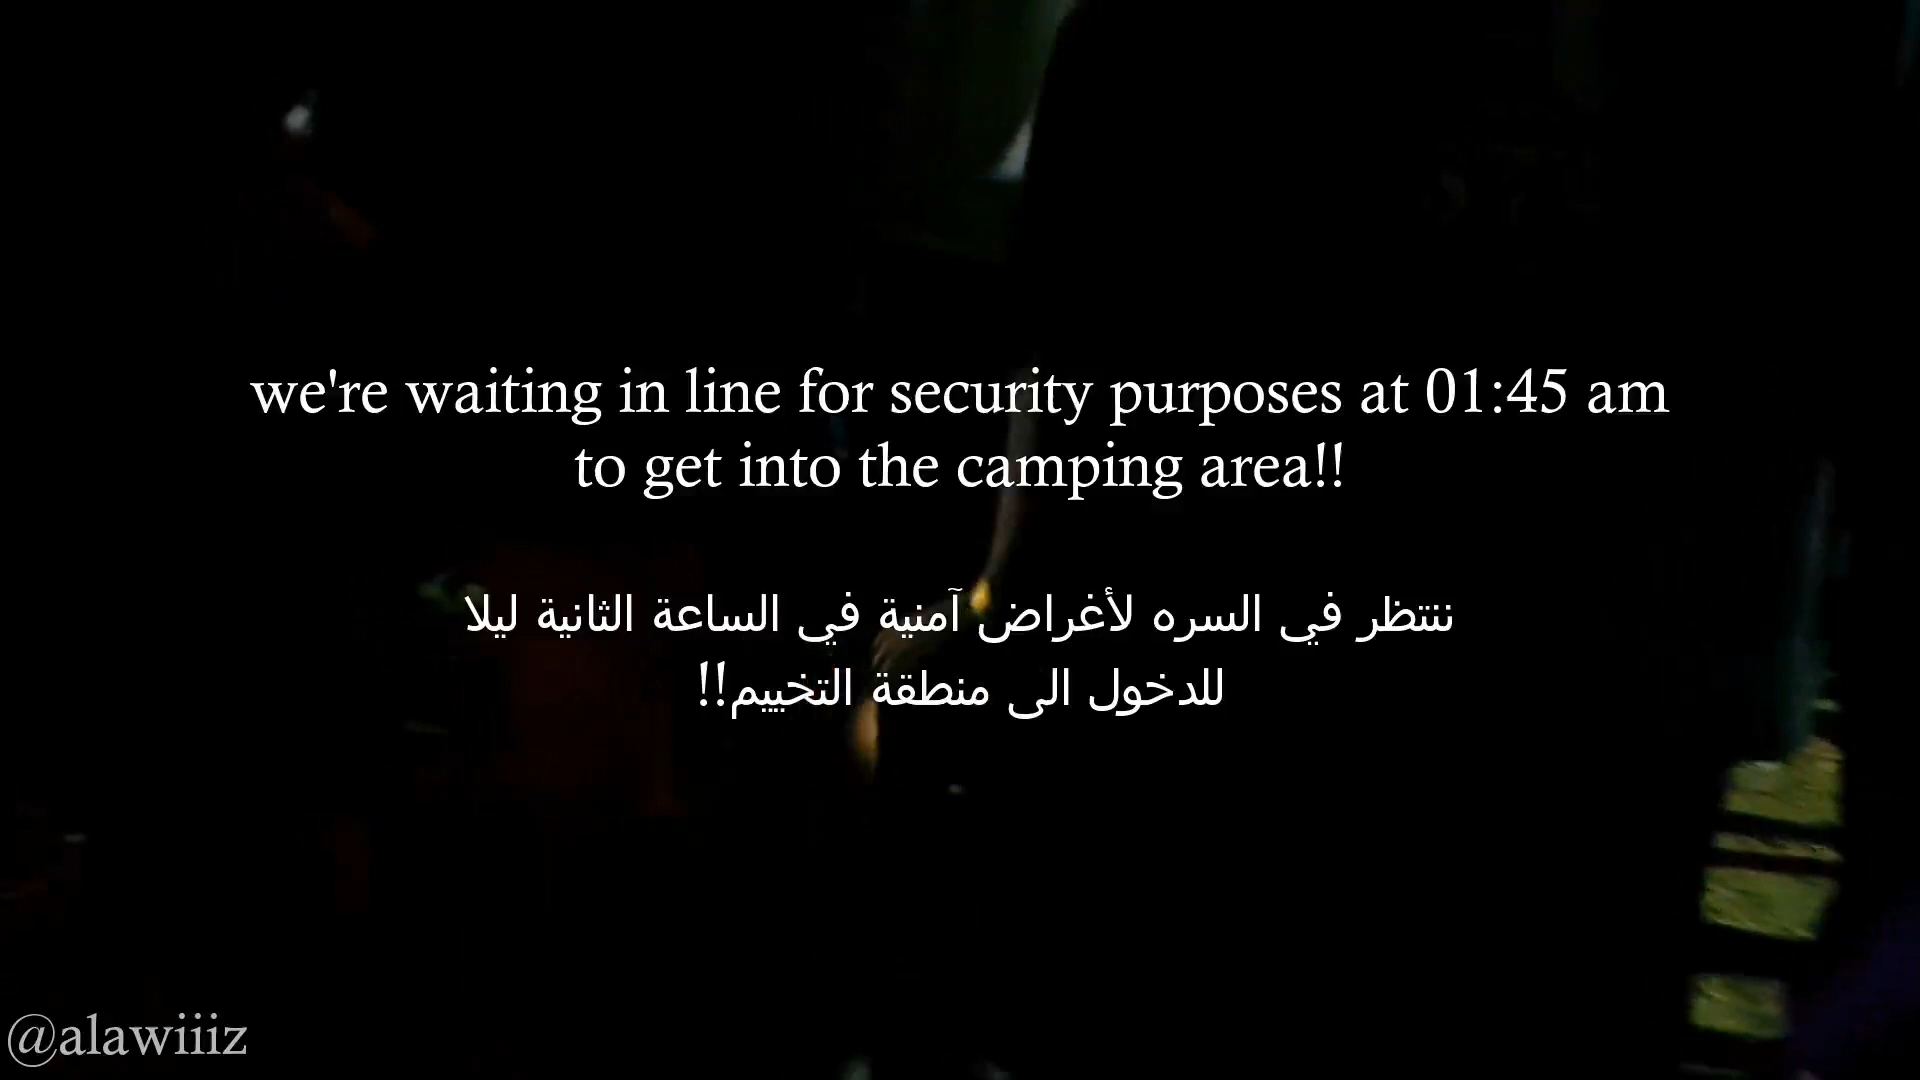 we're waiting in line for security purposes at 01:45 am
to get into the camping area!!
ننتظر في السره لأغراض آمنية في الساعة الثانية ليلا
للدخول الى منطقة التخييم!!
@alawiiiz